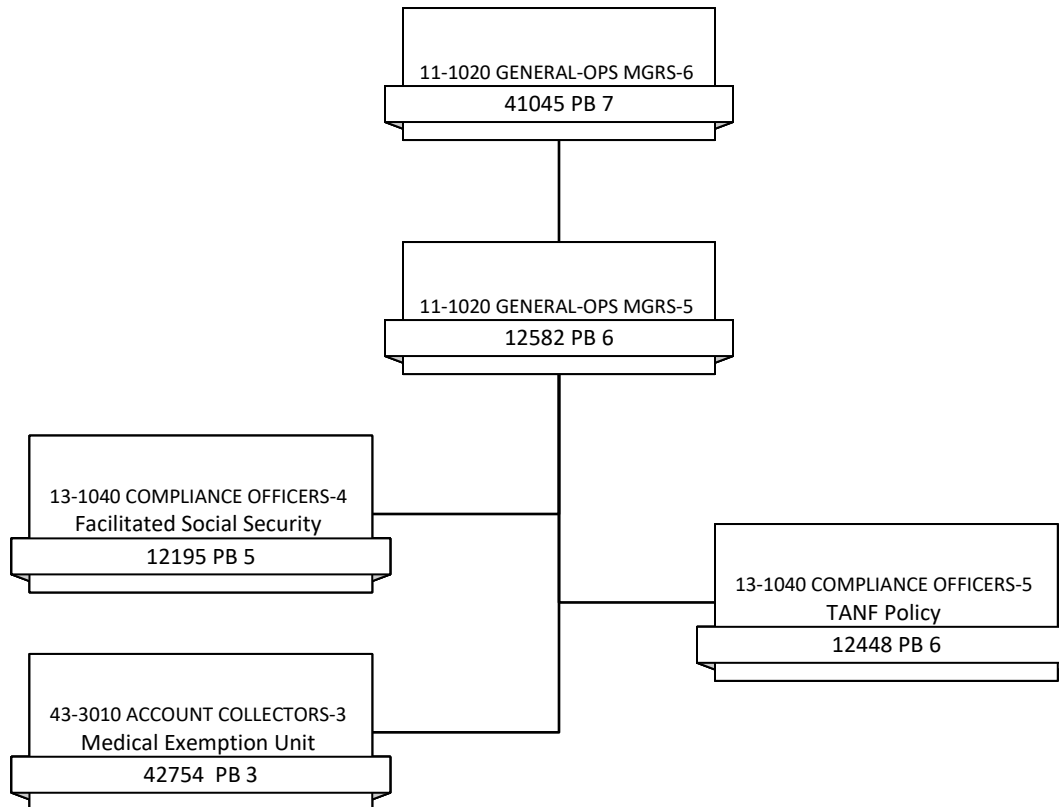 11-1020 GENERAL-OPS MGRS-6
41045 PB 7
11-1020 GENERAL-OPS MGRS-5
12582 PB 6
13-1040 COMPLIANCE OFFICERS-4
Facilitated Social Security
12195 PB 5
13-1040 COMPLIANCE OFFICERS-5
TANF Policy
12448 PB 6
43-3010 ACCOUNT COLLECTORS-3
Medical Exemption Unit
42754  PB 3